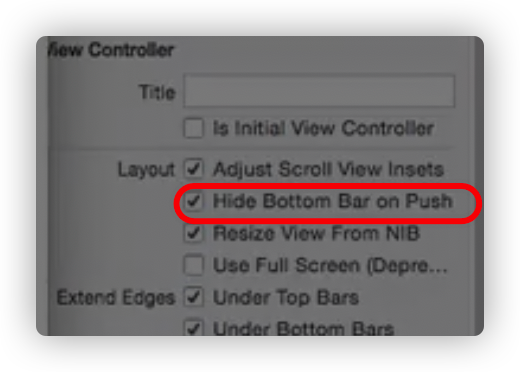 View Controller
Title
Is Initial View Controller
Layout Adjust Scroll View Insets
Hide Bottom Bar on Push
Resize View From NIB
Use Full Screen (Depre...
Extend Edges Under Top Bars
Under Bottom Bars